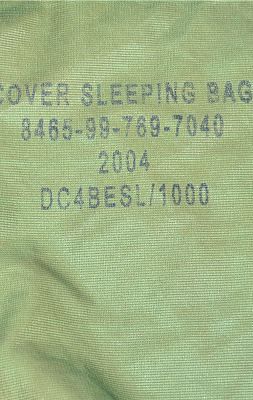 COVER SLEEPING BAG
8465-99-769-7040
2004
DC4BESL/1000